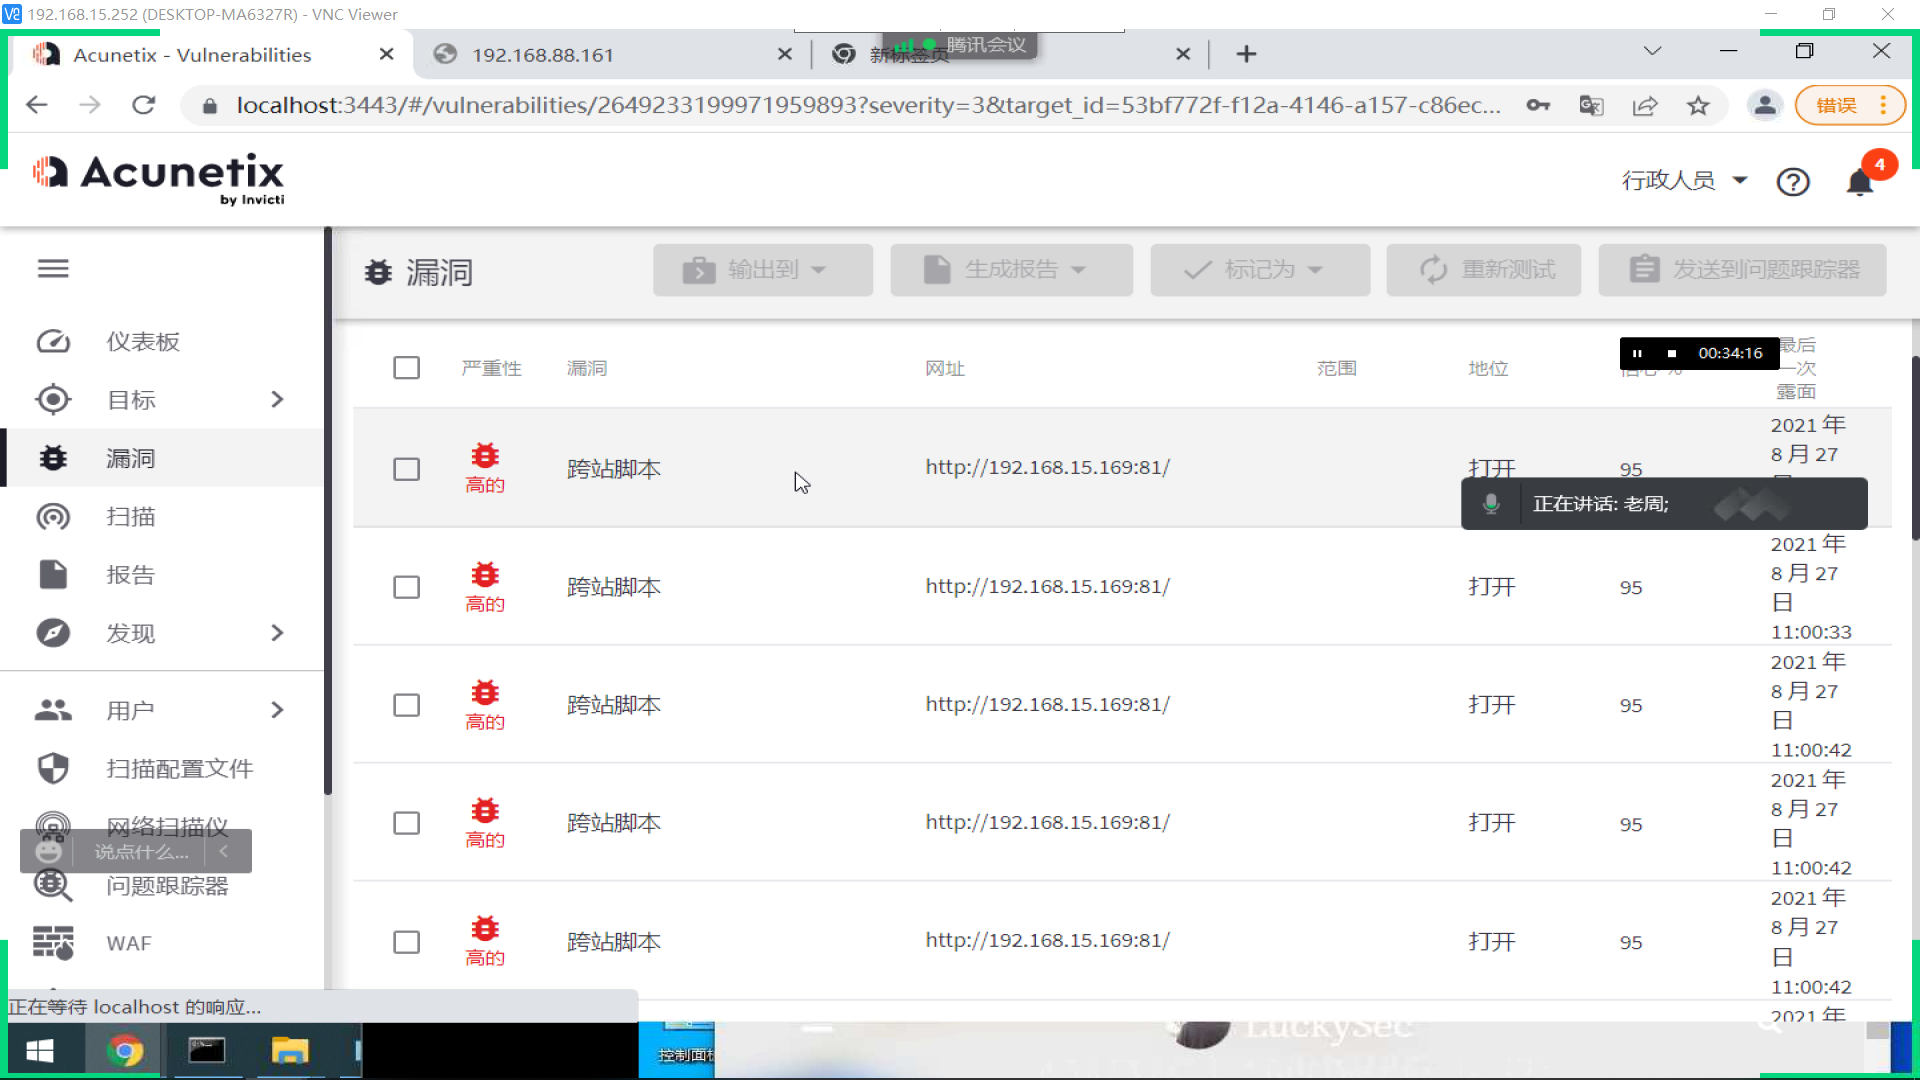 192.168.15.252 (DESKTOP-MA6327R) - VNC Viewer
Acunetix - Vulnerabilities
192.168.88.161
新标签页
腾讯会议
localhost:3443/#/vulnerabilities/2649233199971959893?severity=3&target_id=53bf772f-f12a-4146-a157-c86ec...
错误
Acunetix
by Invicti
行政人员
4
漏洞
输出到
生成报告
标记为
重新测试
发送到问题跟踪器
仪表板
目标
漏洞
扫描
报告
发现
用户
扫描配置文件
网络扫描仪
说点什么...
问题跟踪器
WAF
严重性
漏洞
网址
范围
地位
最后
一次
露面
00:34:16
高的
跨站脚本
http://192.168.15.169:81/
打开
95
2021 年
8 月 27
正在讲话: 老周;
高的
跨站脚本
http://192.168.15.169:81/
打开
95
2021 年
8 月 27
日
11:00:33
高的
跨站脚本
http://192.168.15.169:81/
打开
95
2021 年
8 月 27
日
11:00:42
高的
跨站脚本
http://192.168.15.169:81/
打开
95
2021 年
8 月 27
日
11:00:42
高的
跨站脚本
http://192.168.15.169:81/
打开
95
2021 年
8 月 27
日
11:00:42
2021 年
正在等待 localhost 的响应...
LuckySec